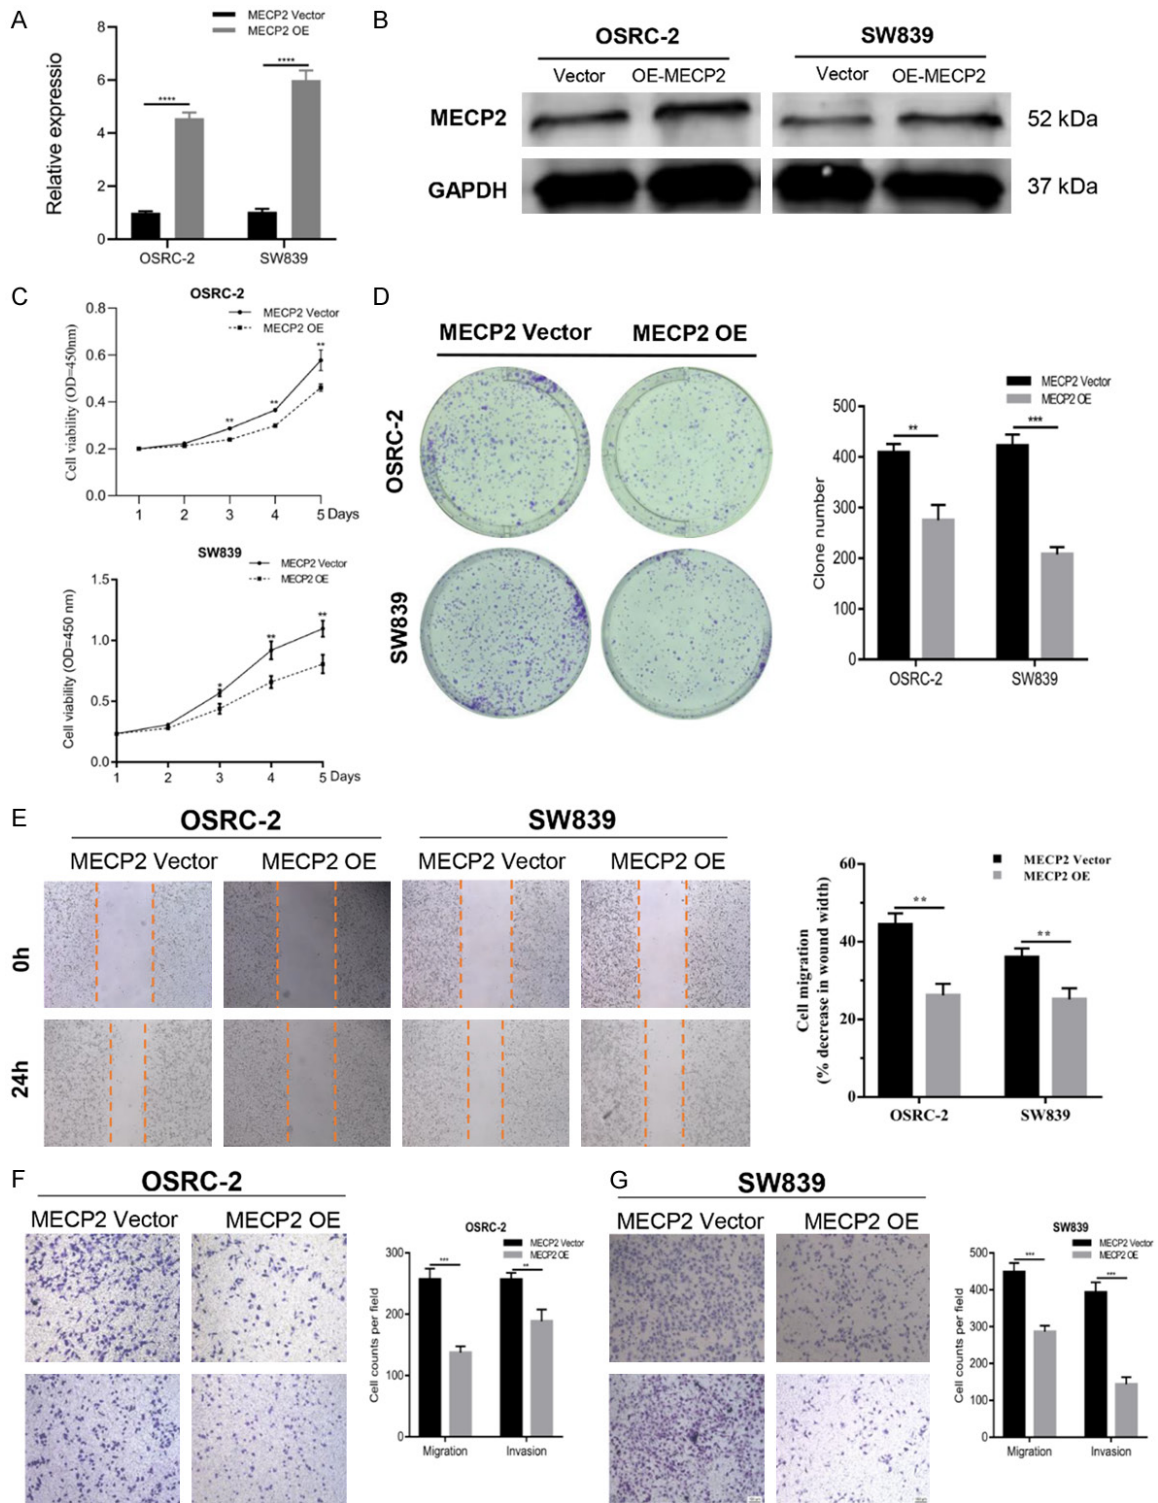 A
MECP2 Vector
MECP2 OE
Relative expressio
8
6
4
2
0
****
****
OSRC-2
SW839
B
OSRC-2
SW839
Vector
OE-MECP2
Vector
OE-MECP2
MECP2
52 kDa
GAPDH
37 kDa
C
OSRC-2
MECP2 Vector
MECP2 OE
Cell viability (OD=450nm)
0.8
0.6
0.4
0.2
0.0
**
**
**
1 2 3 4 5 Days
SW839
MECP2 Vector
MECP2 OE
Cell viability (OD=450 nm)
1.5
1.0
0.5
0.0
*
**
**
1 2 3 4 5 Days
D
MECP2 Vector
MECP2 OE
OSRC-2
SW839
MECP2 Vector
MECP2 OE
Clone number
500
400
300
200
100
0
**
***
OSRC-2
SW839
E
OSRC-2
SW839
MECP2 Vector
MECP2 OE
MECP2 Vector
MECP2 OE
0h
24h
MECP2 Vector
MECP2 OE
Cell migration
(% decrease in wound width)
60
40
20
0
**
**
OSRC-2
SW839
F
OSRC-2
MECP2 Vector
MECP2 OE
OSRC-2
MECP2 Vector
MECP2 OE
Cell counts per field
300
200
100
0
***
**
Migration
Invasion
G
SW839
MECP2 Vector
MECP2 OE
SW839
MECP2 Vector
MECP2 OE
Cell counts per field
500
400
300
200
100
0
***
***
Migration
Invasion